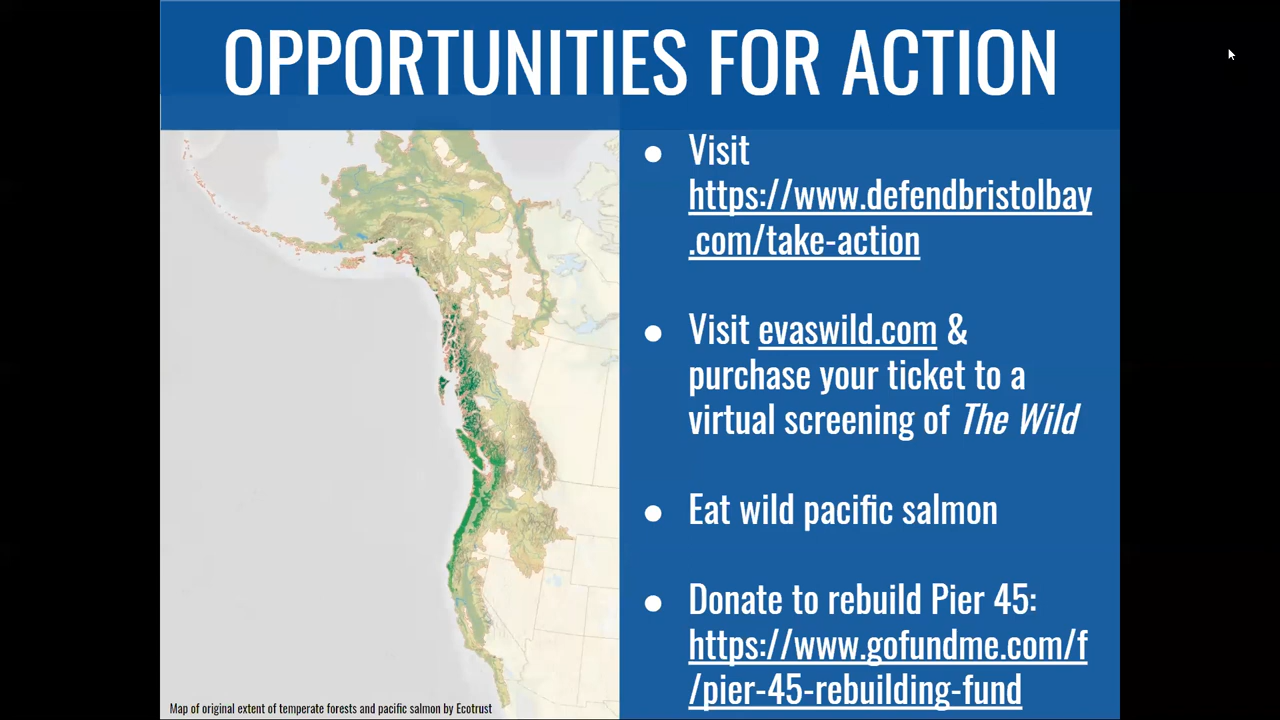 OPPORTUNITIES FOR ACTION
● Visit
https://www.defendbristolbay
.com/take-action
● Visit evaswild.com &
purchase your ticket to a
virtual screening of The Wild
● Eat wild pacific salmon
● Donate to rebuild Pier 45:
https://www.gofundme.com/f
/pier-45-rebuilding-fund
Map of original extent of temperate forests and pacific salmon by Ecotrust